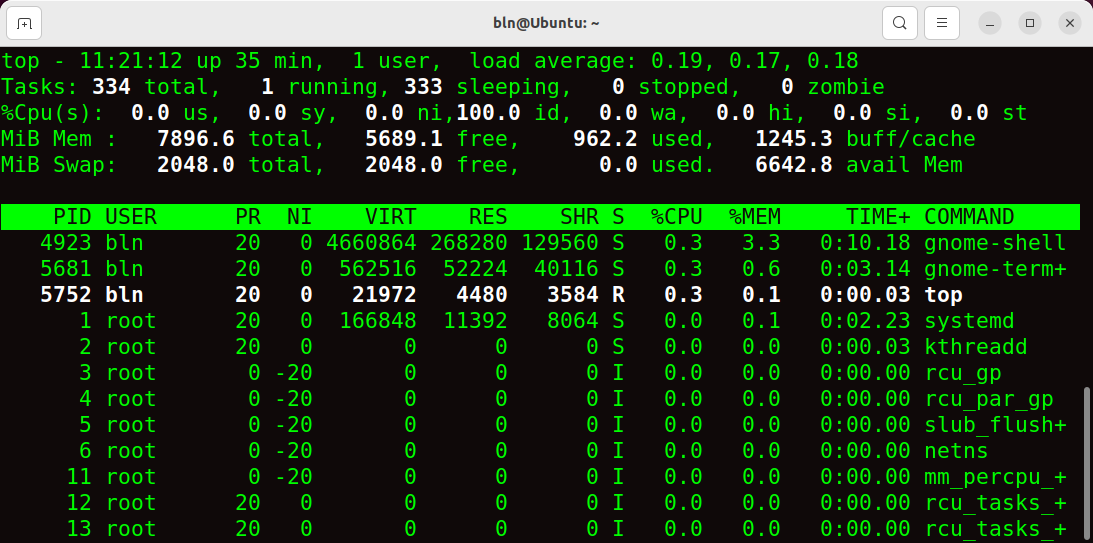 bln@Ubuntu: ~
top - 11:21:12 up 35 min,  1 user,  load average: 0.19, 0.17, 0.18
Tasks: 334 total,   1 running, 333 sleeping,   0 stopped,   0 zombie
%Cpu(s):  0.0 us,  0.0 sy,  0.0 ni,100.0 id,  0.0 wa,  0.0 hi,  0.0 si,  0.0 st
MiB Mem :   7896.6 total,   5689.1 free,    962.2 used,   1245.3 buff/cache
MiB Swap:   2048.0 total,   2048.0 free,      0.0 used.   6642.8 avail Mem
    PID USER      PR  NI    VIRT    RES    SHR S  %CPU  %MEM     TIME+ COMMAND
   4923 bln       20   0 4660864 268280 129560 S   0.3   3.3   0:10.18 gnome-shell
   5681 bln       20   0  562516  52224  40116 S   0.3   0.6   0:03.14 gnome-term+
   5752 bln       20   0   21972   4480   3584 R   0.3   0.1   0:00.03 top
      1 root      20   0  166848  11392   8064 S   0.0   0.1   0:02.23 systemd
      2 root      20   0       0      0      0 S   0.0   0.0   0:00.03 kthreadd
      3 root       0 -20       0      0      0 I   0.0   0.0   0:00.00 rcu_gp
      4 root       0 -20       0      0      0 I   0.0   0.0   0:00.00 rcu_par_gp
      5 root       0 -20       0      0      0 I   0.0   0.0   0:00.00 slub_flush+
      6 root       0 -20       0      0      0 I   0.0   0.0   0:00.00 netns
     11 root       0 -20       0      0      0 I   0.0   0.0   0:00.00 mm_percpu_+
     12 root      20   0       0      0      0 I   0.0   0.0   0:00.00 rcu_tasks_+
     13 root      20   0       0      0      0 I   0.0   0.0   0:00.00 rcu_tasks_+